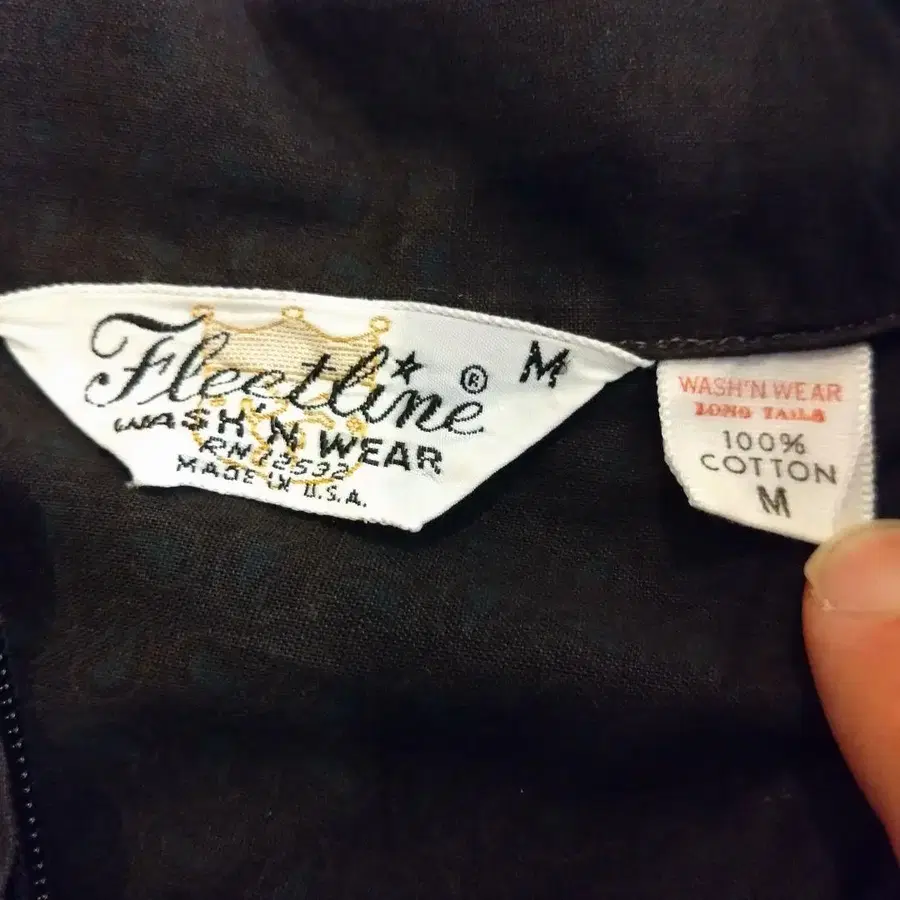 Fleetline ® M
WASH'N WEAR
RN 12532
MADE IN U.S.A.
WASH'N WEAR
LONG TAILS
100%
COTTON
M